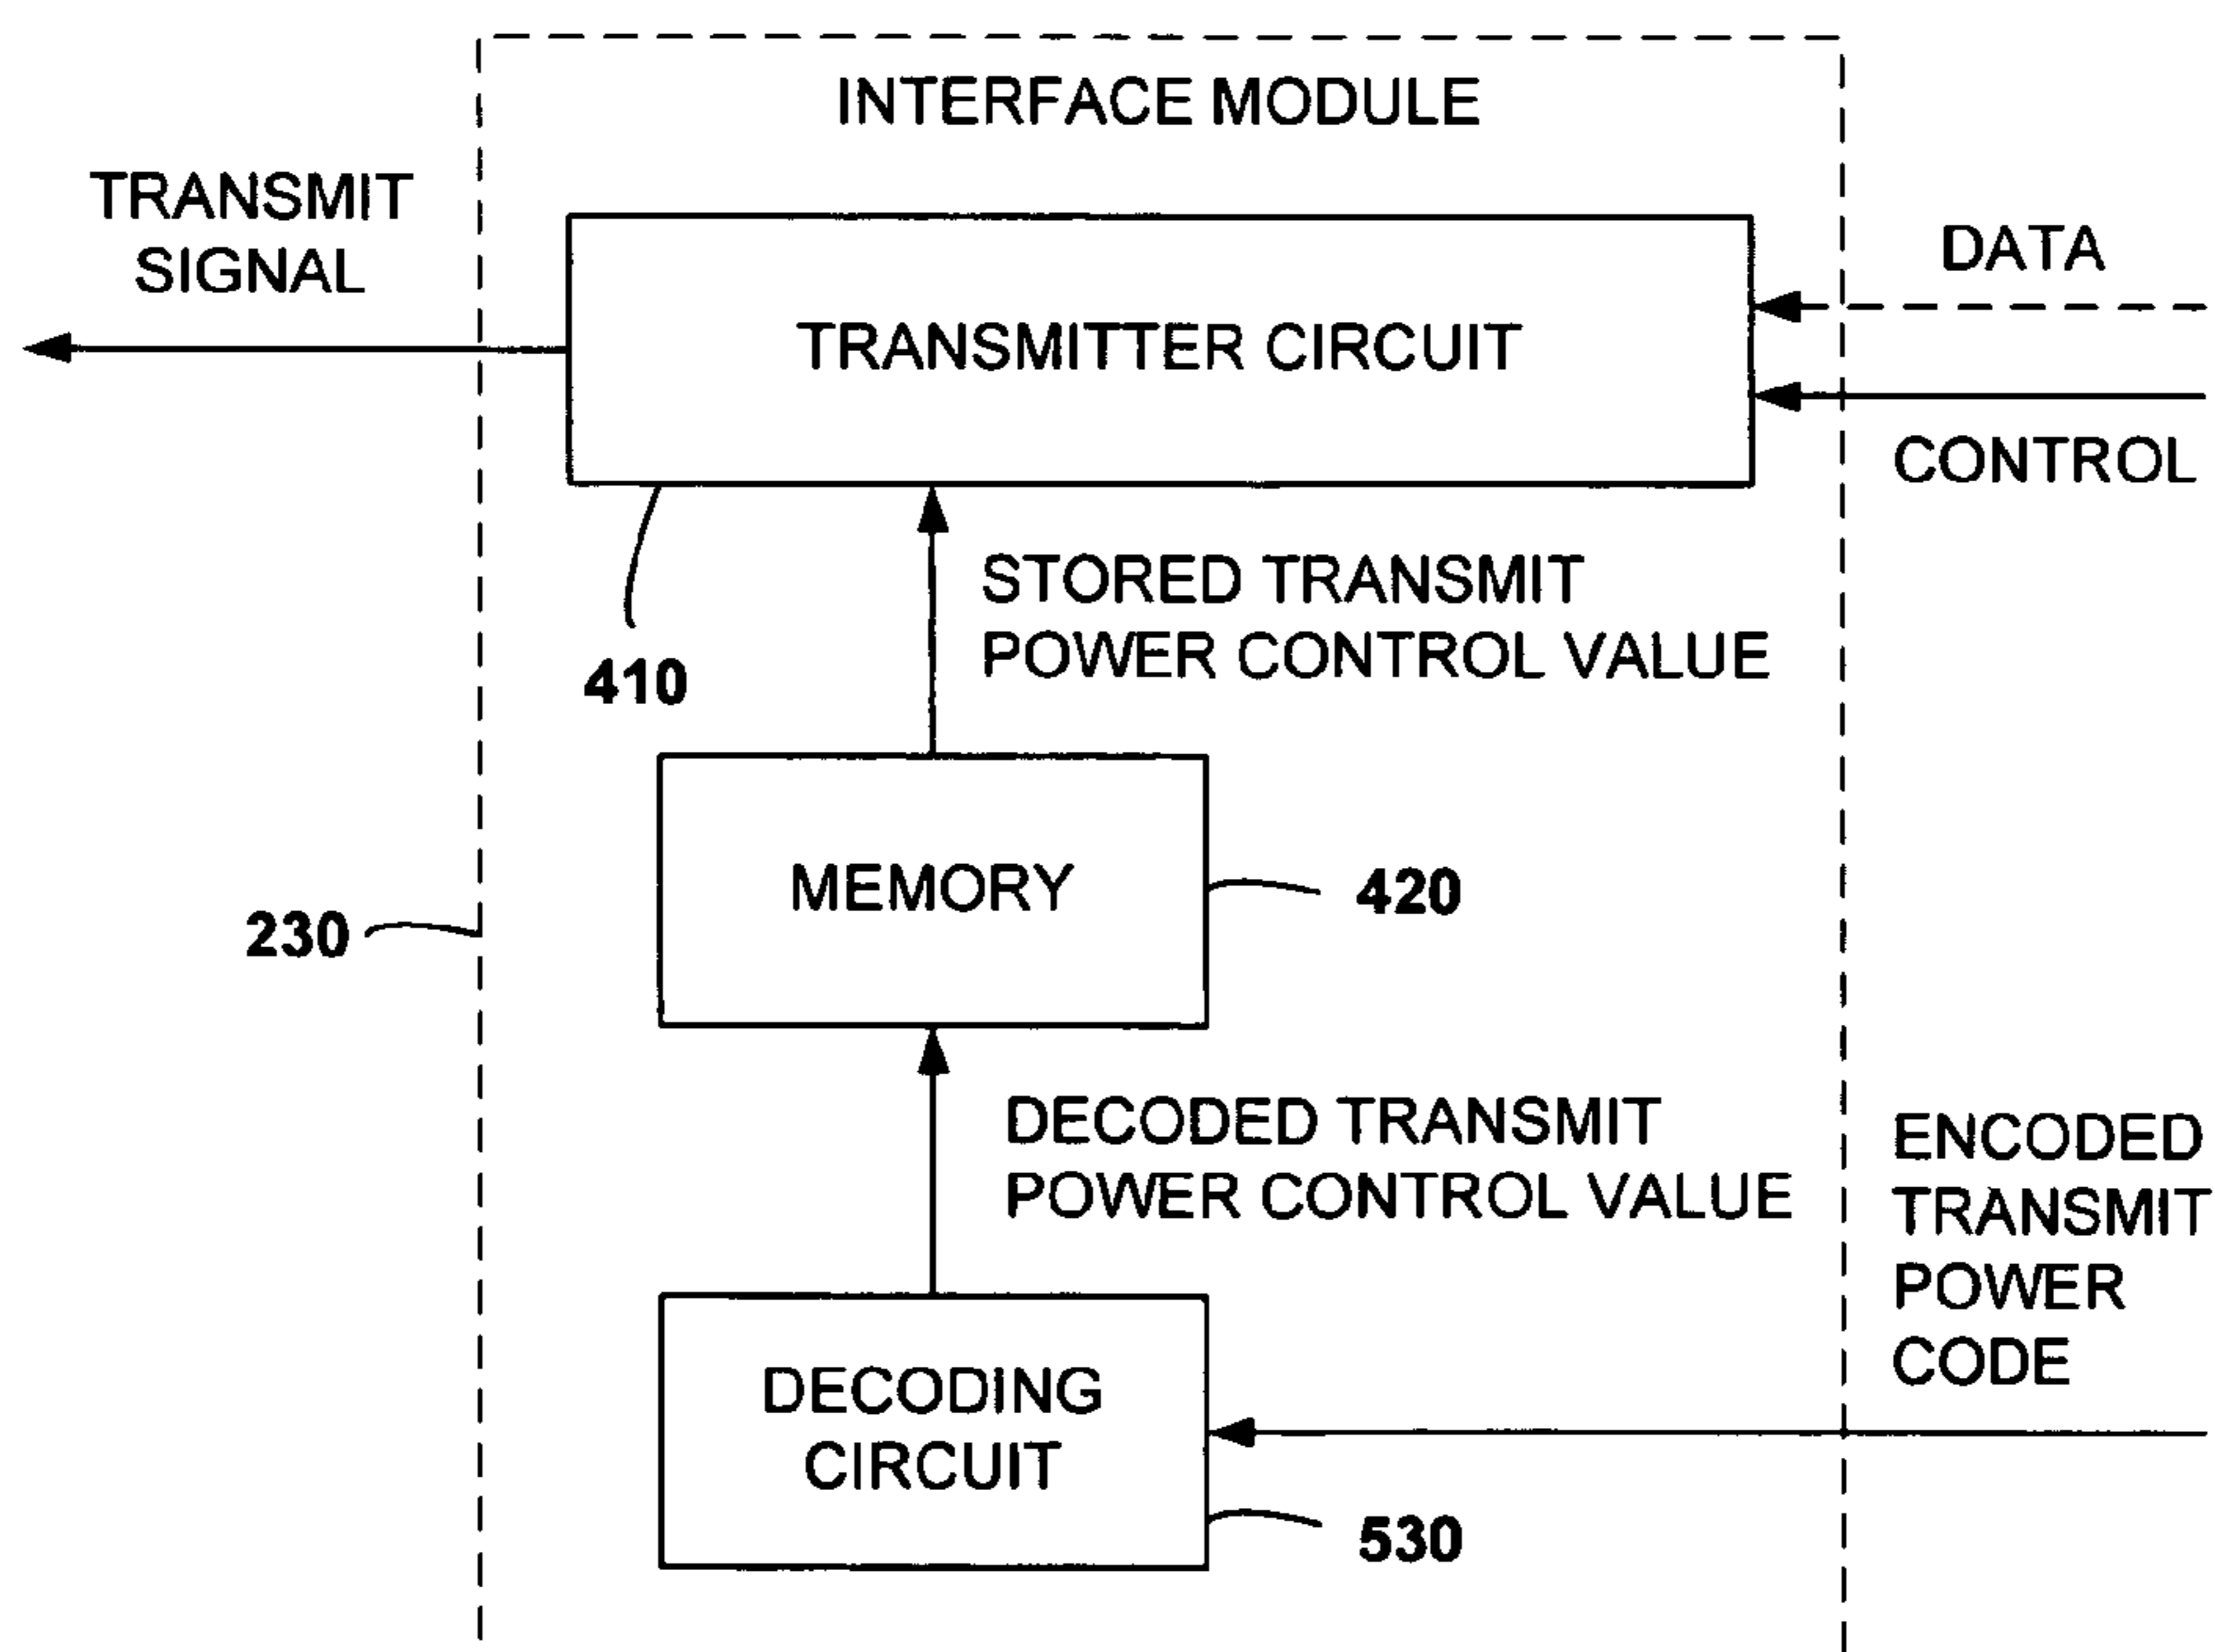 INTERFACE MODULE
TRANSMIT
SIGNAL
DATA
TRANSMITTER CIRCUIT
CONTROL
STORED TRANSMIT
POWER CONTROL VALUE
410
MEMORY
420
230
DECODED TRANSMIT
POWER CONTROL VALUE
ENCODED
TRANSMIT
POWER
CODE
DECODING
CIRCUIT
530